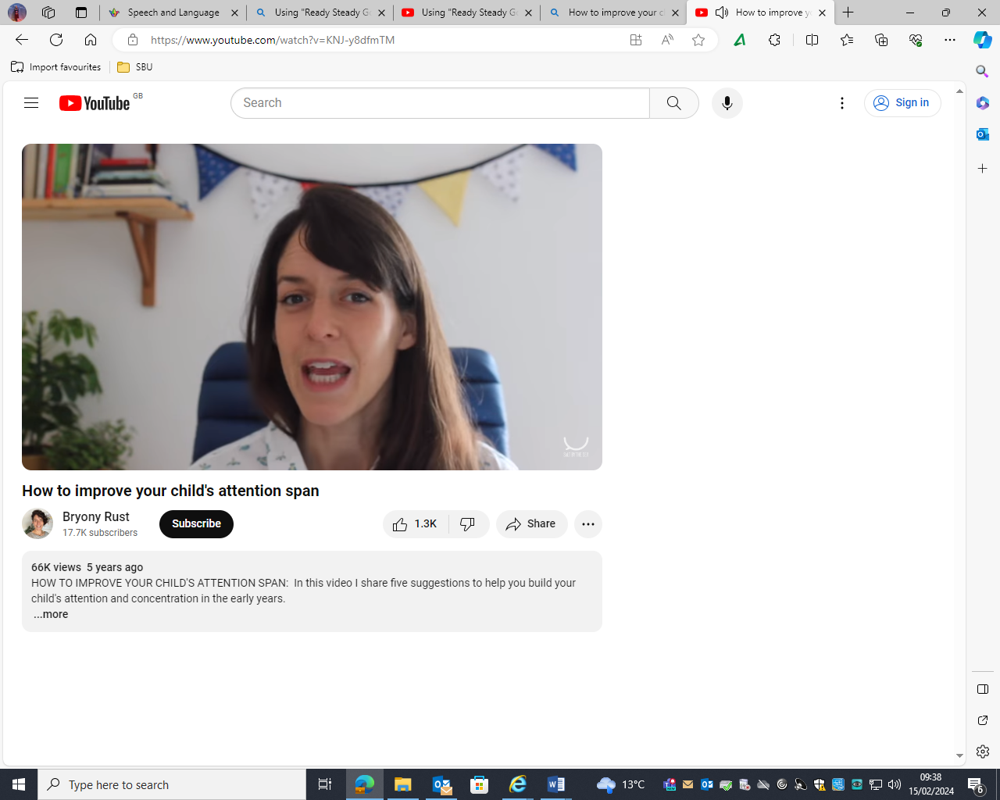 Speech and Language
Using "Ready Steady G
Using "Ready Steady G
How to improve your c
How to improve y
https://www.youtube.com/watch?v=KNJ-y8dfmTM
Import favourites
SBU
YouTube GB
Search
Sign in
How to improve your child's attention span
Bryony Rust
17.7K subscribers
Subscribe
1.3K
Share
66K views 5 years ago
HOW TO IMPROVE YOUR CHILD'S ATTENTION SPAN: In this video I share five suggestions to help you build your
child's attention and concentration in the early years.
...more
Type here to search
13°C
09:38
15/02/2024
6